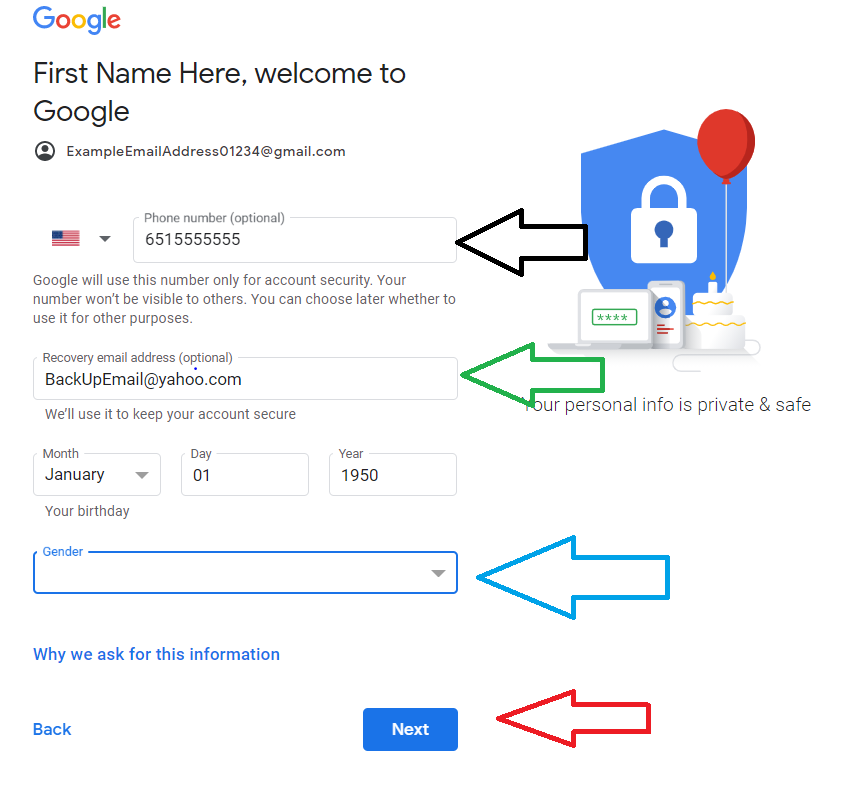 Google
First Name Here, welcome to
Google
ExampleEmailAddress01234@gmail.com
Phone number (optional)
6515555555
Google will use this number only for account security. Your
number won't be visible to others. You can choose later whether to
use it for other purposes.
Recovery email address (optional)
BackUpEmail@yahoo.com
We'll use it to keep your account secure
****
Your personal info is private & safe
Month Day Year
January 01 1950
Your birthday
Gender
Why we ask for this information
Back Next